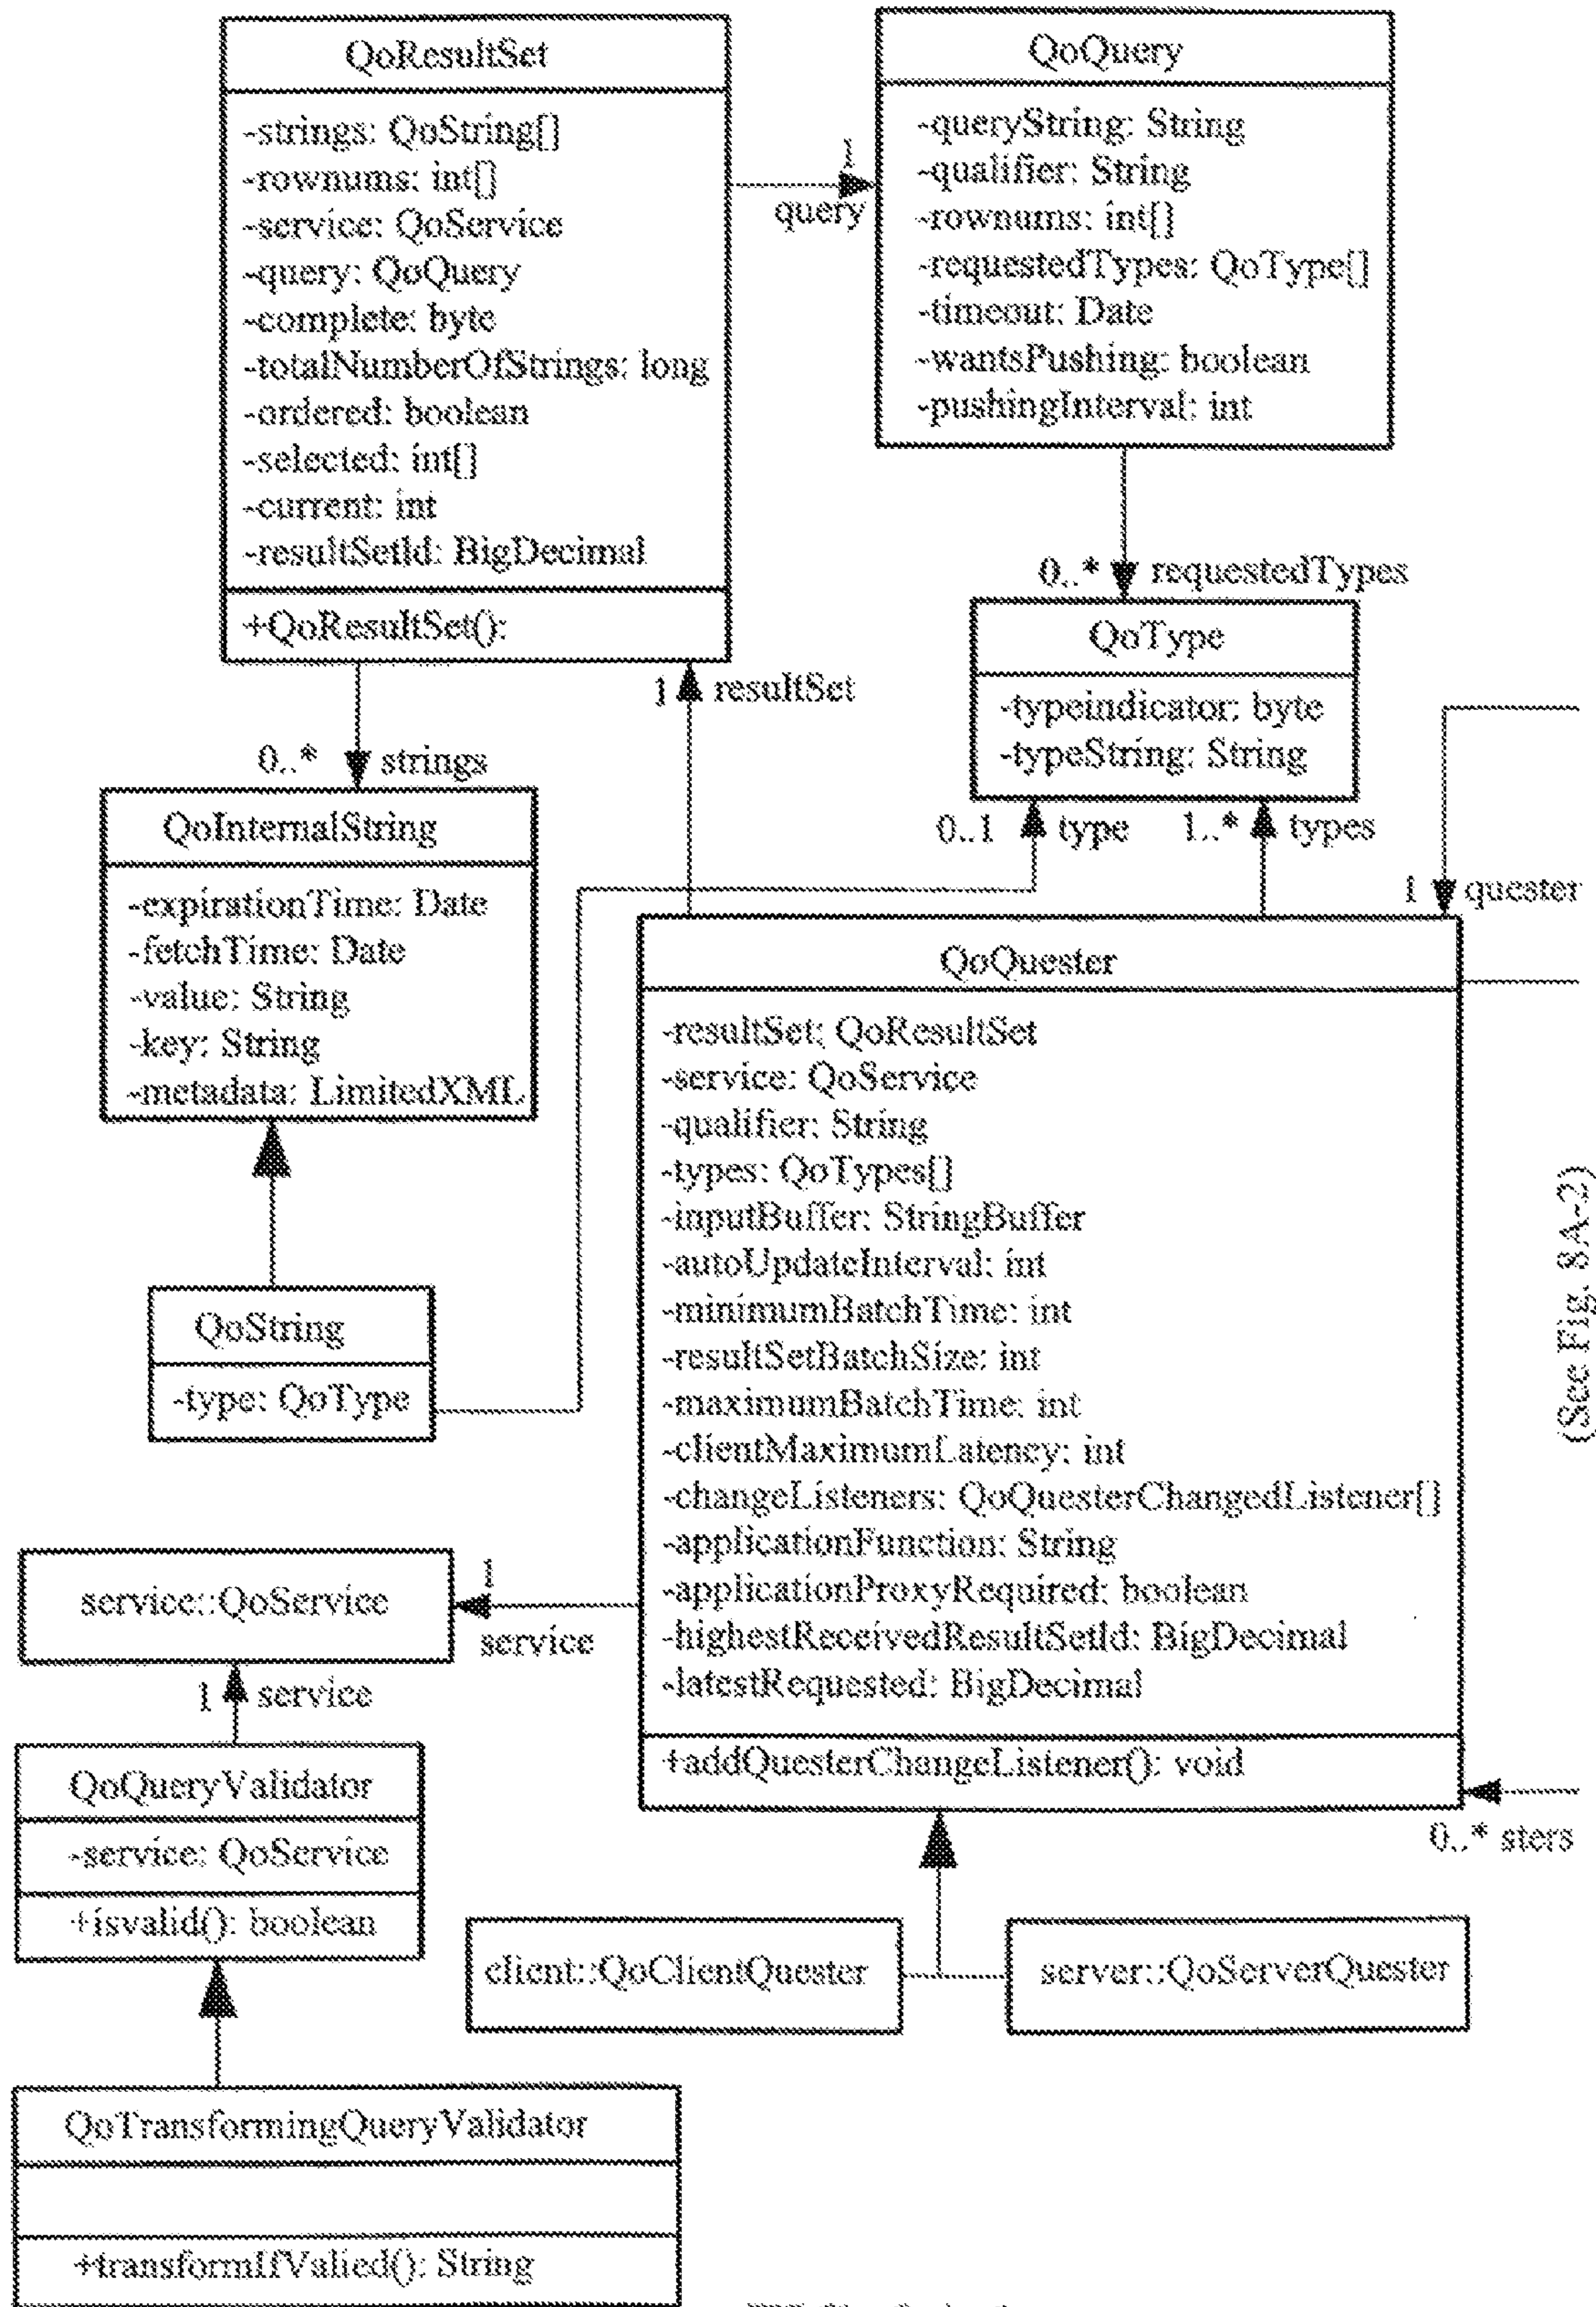 QoResultSet
-strings: QoString[]
-rownums: int[]
-service: QoService
-query: QoQuery
-complete: byte
-totalNumberOfStrings: long
-ordered: boolean
-selected: int[]
-current: int
-resultSetId: BigDecimal
+QoResultSet():
1
query
QoQuery
-queryString: String
-qualifier: String
-rownums: int[]
-requestedTypes: QoType[]
-timeout: Date
-wantsPushing: boolean
-pushingInterval: int
0..* requestedTypes
QoType
-typeindicator: byte
-typeString: String
1 resultSet
0..* strings
0..1 type
1..* types
1 quester
QoInternalString
-expirationTime: Date
-fetchTime: Date
-value: String
-key: String
-metadata: LimitedXML
QoString
-type: QoType
QoQuester
-resultSet: QoResultSet
-service: QoService
-qualifier: String
-types: QoTypes[]
-inputBuffer: StringBuffer
-autoUpdateInterval: int
-minimumBatchTime: int
-resultSetBatchSize: int
-maximumBatchTime: int
-clientMaximumLatency: int
-changeListeners: QoQuesterChangedListener[]
-applicationFunction: String
-applicationProxyRequired: boolean
-highestReceivedResultSetId: BigDecimal
-latestRequested: BigDecimal
+addQuesterChangeListener(): void
(See Fig. 8A-2)
service::QoService
1
service
1 service
QoQueryValidator
-service: QoService
+isvalid(): boolean
0..* sters
client::QoClientQuester
server::QoServerQuester
QoTransformingQueryValidator
+transformIfValied(): String